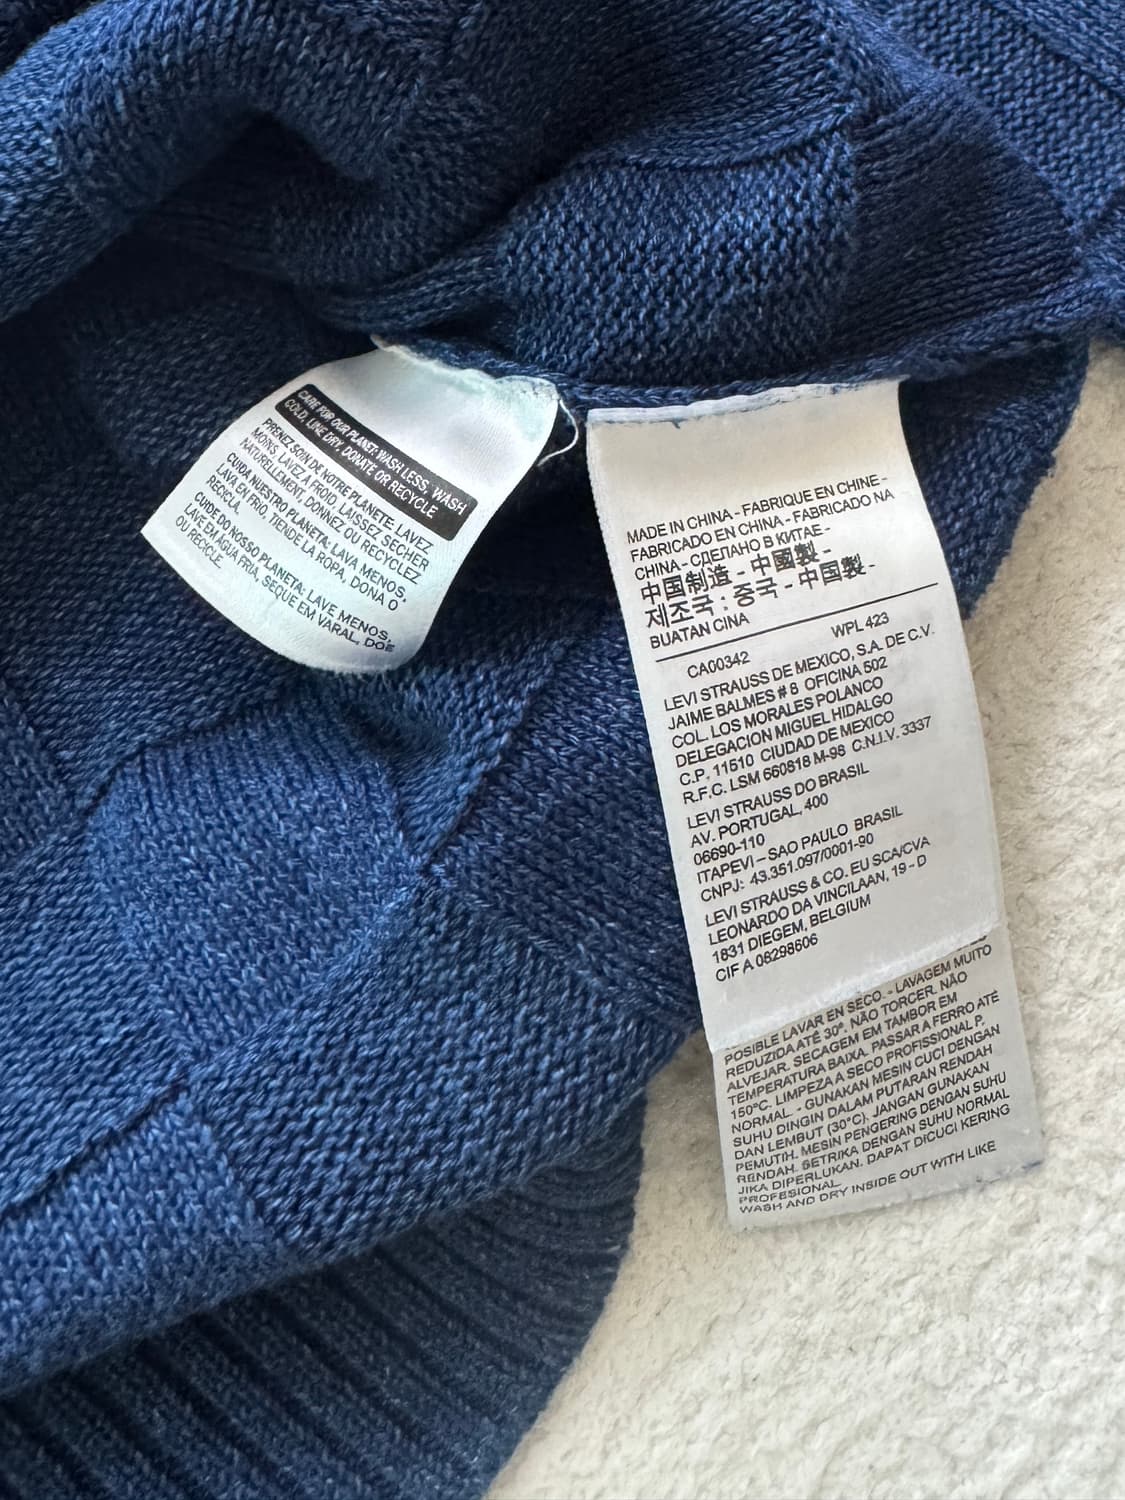 CARE FOR OUR PLANET: WASH LESS, WASH
COLD, LINE DRY, DONATE OR RECYCLE
PRENEZ SOIN DE NOTRE PLANETE: LAVEZ
MOINS, LAVEZ A FROID, LAISSEZ SECHER
NATURELLEMENT, DONNEZ OU RECYCLEZ
CUIDA NUESTRO PLANETA: LAVA MENOS,
LAVA EN FRIO, TIENDE LA ROPA, DONA O
RECICLA.
CUIDE DO NOSSO PLANETA: LAVE MENOS,
LAVE EM AGUA FRIA, SEQUE EM VARAL, DOE
OU RECICLE.
MADE IN CHINA - FABRIQUE EN CHINE -
FABRICADO EN CHINA - FABRICADO NA
CHINA - СДЕЛАНО В КИТАЕ -
中国制造 - 中國製 -
제조국 : 중국 - 中国製 -
BUATAN CINA
CA00342 WPL 423
LEVI STRAUSS DE MEXICO, S.A. DE C.V.
JAIME BALMES # 8 OFICINA 502
COL. LOS MORALES POLANCO
DELEGACION MIGUEL HIDALGO
C.P. 11510 CIUDAD DE MEXICO
R.F.C. LSM 660818 M-98 C.N.I.V. 3337
LEVI STRAUSS DO BRASIL
AV. PORTUGAL, 400
06690-110
ITAPEVI – SAO PAULO BRASIL
CNPJ: 43.351.097/0001-90
LEVI STRAUSS & CO. EU SCA/CVA
LEONARDO DA VINCILAAN, 19 - D
1831 DIEGEM, BELGIUM
CIF A 08298606
POSIBLE LAVAR EN SECO. - LAVAGEM MUITO
REDUZIDA ATÉ 30º. NÃO TORCER. NÃO
ALVEJAR. SECAGEM EM TAMBOR EM
TEMPERATURA BAIXA. PASSAR A FERRO ATÉ
150ºC. LIMPEZA A SECO PROFISSIONAL P,
NORMAL. - GUNAKAN MESIN CUCI DENGAN
SUHU DINGIN DALAM PUTARAN RENDAH
DAN LEMBUT (30°C). JANGAN GUNAKAN
PEMUTIH. MESIN PENGERING DENGAN SUHU
RENDAH. SETRIKA DENGAN SUHU NORMAL
JIKA DIPERLUKAN. DAPAT DICUCI KERING
PROFESIONAL.
WASH AND DRY INSIDE OUT WITH LIKE